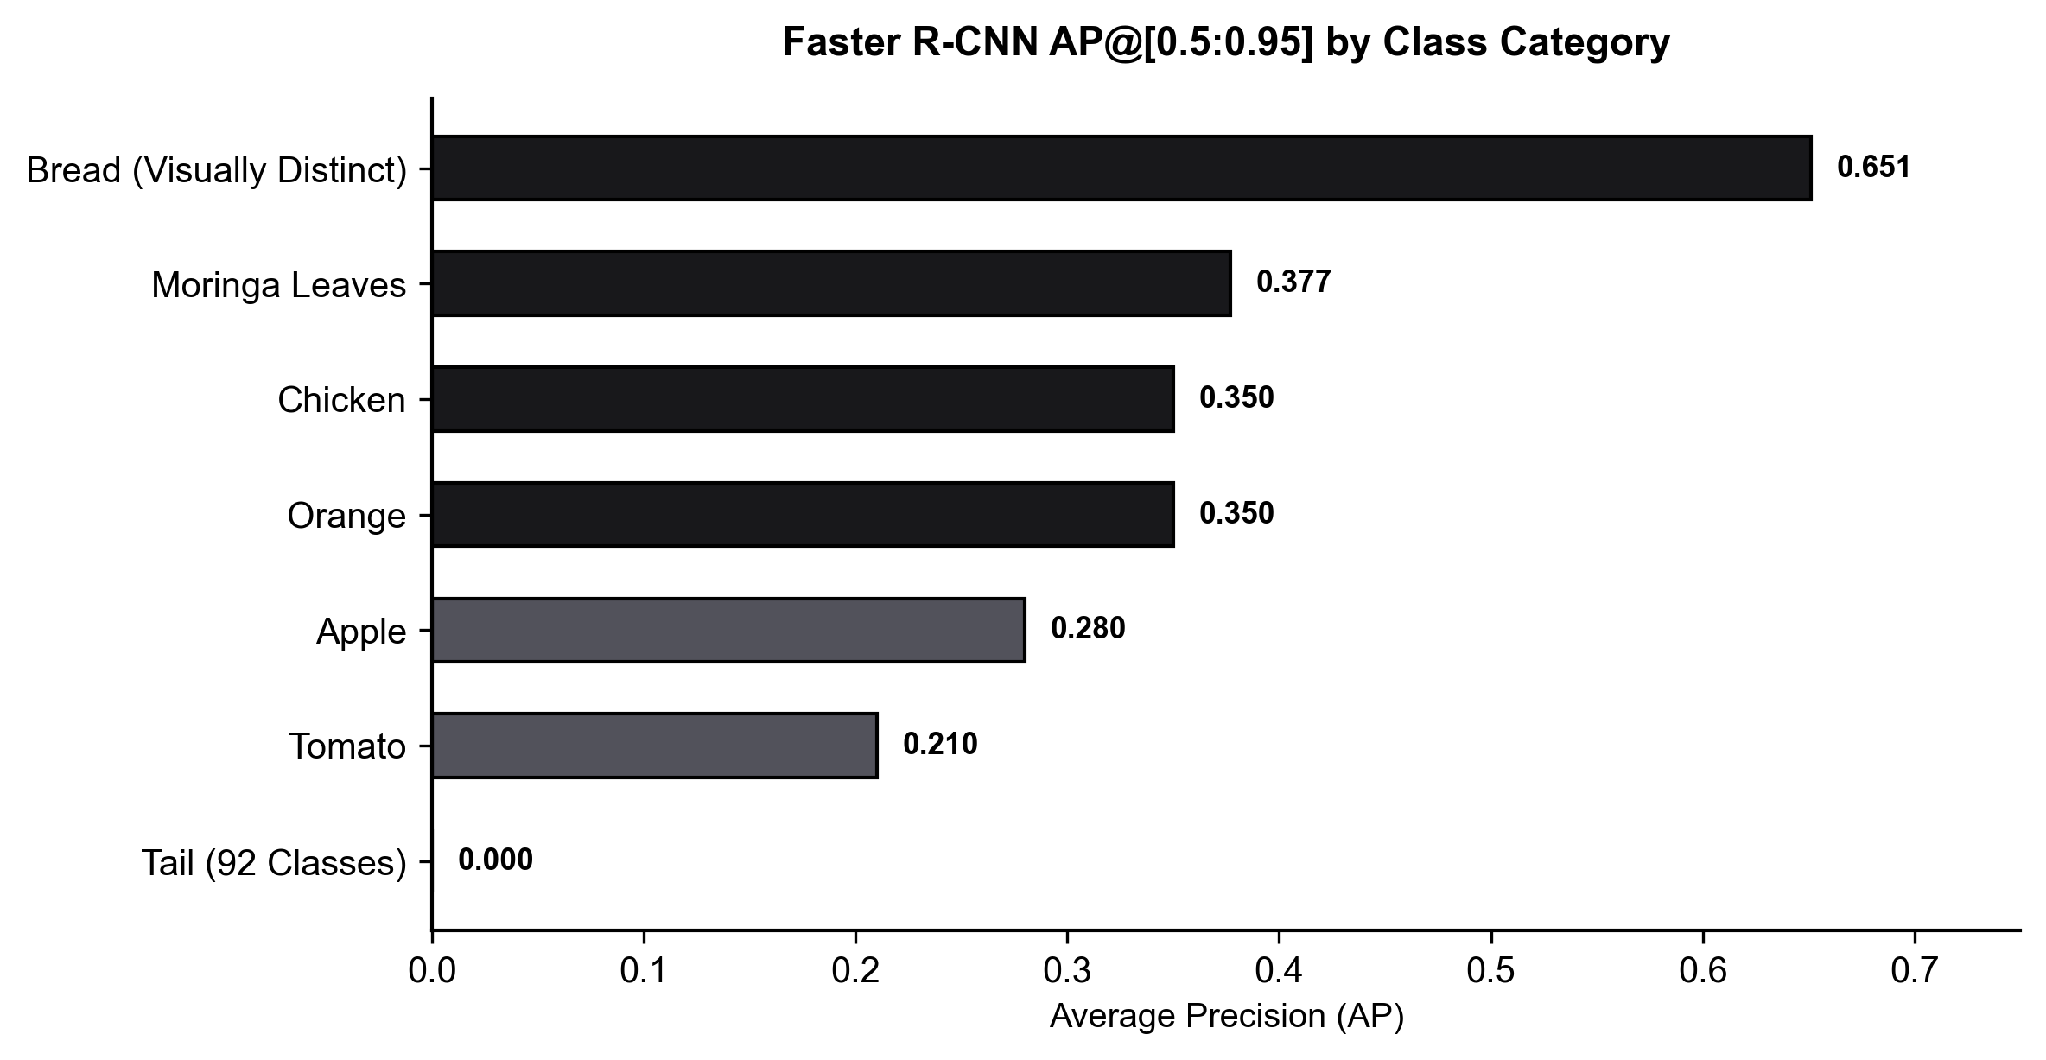 Faster R-CNN AP@[0.5:0.95] by Class Category
Bread (Visually Distinct) 0.651
Moringa Leaves 0.377
Chicken 0.350
Orange 0.350
Apple 0.280
Tomato 0.210
Tail (92 Classes) 0.000
0.0 0.1 0.2 0.3 0.4 0.5 0.6 0.7
Average Precision (AP)